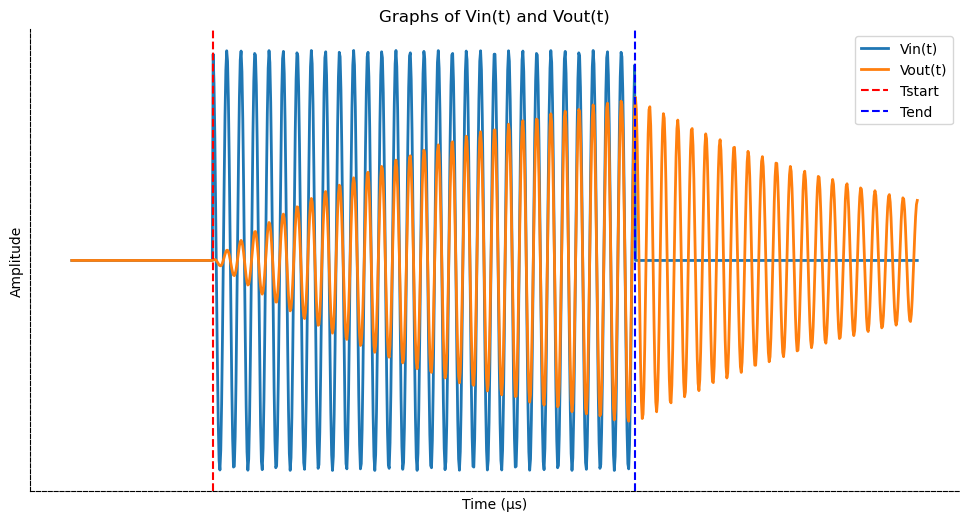 Graphs of Vin(t) and Vout(t)
Vin(t)
Vout(t)
Tstart
Tend
Amplitude
Time (μs)